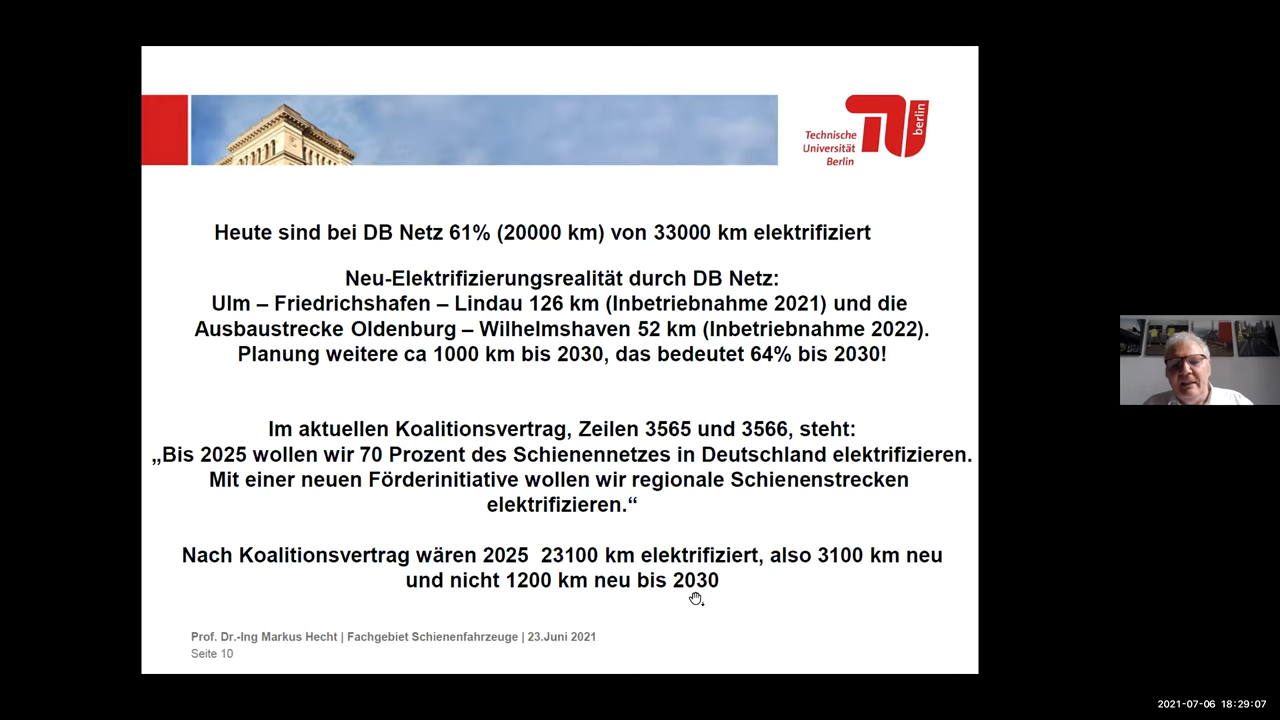 Technische
Universität
Berlin
berlin
Heute sind bei DB Netz 61% (20000 km) von 33000 km elektrifiziert
Neu-Elektrifizierungsrealität durch DB Netz:
Ulm – Friedrichshafen – Lindau 126 km (Inbetriebnahme 2021) und die
Ausbaustrecke Oldenburg – Wilhelmshaven 52 km (Inbetriebnahme 2022).
Planung weitere ca 1000 km bis 2030, das bedeutet 64% bis 2030!
Im aktuellen Koalitionsvertrag, Zeilen 3565 und 3566, steht:
„Bis 2025 wollen wir 70 Prozent des Schienennetzes in Deutschland elektrifizieren.
Mit einer neuen Förderinitiative wollen wir regionale Schienenstrecken
elektrifizieren.“
Nach Koalitionsvertrag wären 2025  23100 km elektrifiziert, also 3100 km neu
und nicht 1200 km neu bis 2030
Prof. Dr.-Ing Markus Hecht | Fachgebiet Schienenfahrzeuge | 23.Juni 2021
Seite 10
2021-07-06 18:29:07